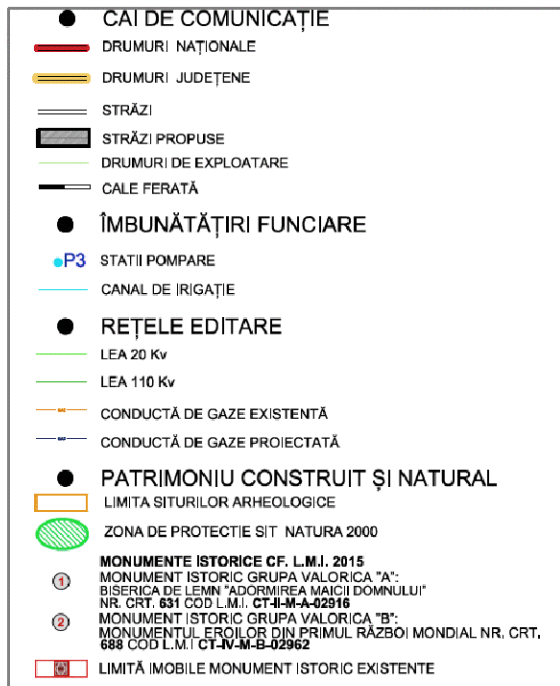 CAI DE COMUNICAȚIE
DRUMURI NAȚIONALE
DRUMURI JUDEȚENE
STRĂZI
STRĂZI PROPUSE
DRUMURI DE EXPLOATARE
CALE FERATĂ
ÎMBUNĂTĂȚIRI FUNCIARE
P3 STATII POMPARE
CANAL DE IRIGAȚIE
REȚELE EDITARE
LEA 20 Kv
LEA 110 Kv
CONDUCTĂ DE GAZE EXISTENTĂ
CONDUCTĂ DE GAZE PROIECTATĂ
PATRIMONIU CONSTRUIT ȘI NATURAL
LIMITA SITURILOR ARHEOLOGICE
ZONA DE PROTECTIE SIT NATURA 2000
MONUMENTE ISTORICE CF. L.M.I. 2015
1 MONUMENT ISTORIC GRUPA VALORICA "A":
BISERICA DE LEMN "ADORMIREA MAICII DOMNULUI"
NR. CRT. 631 COD L.M.I. CT-II-M-A-02916
2 MONUMENT ISTORIC GRUPA VALORICA "B":
MONUMENTUL EROILOR DIN PRIMUL RĂZBOI MONDIAL NR. CRT.
688 COD L.M.I CT-IV-M-B-02962
LIMITĂ IMOBILE MONUMENT ISTORIC EXISTENTE